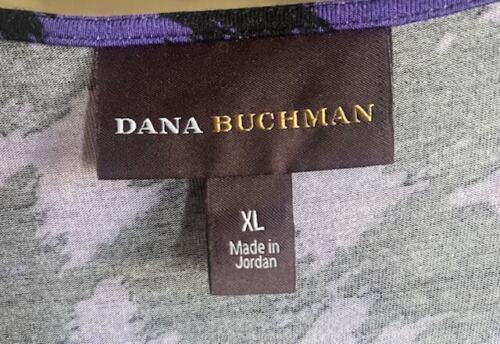 DANA BUCHMAN
XL
Made in
Jordan